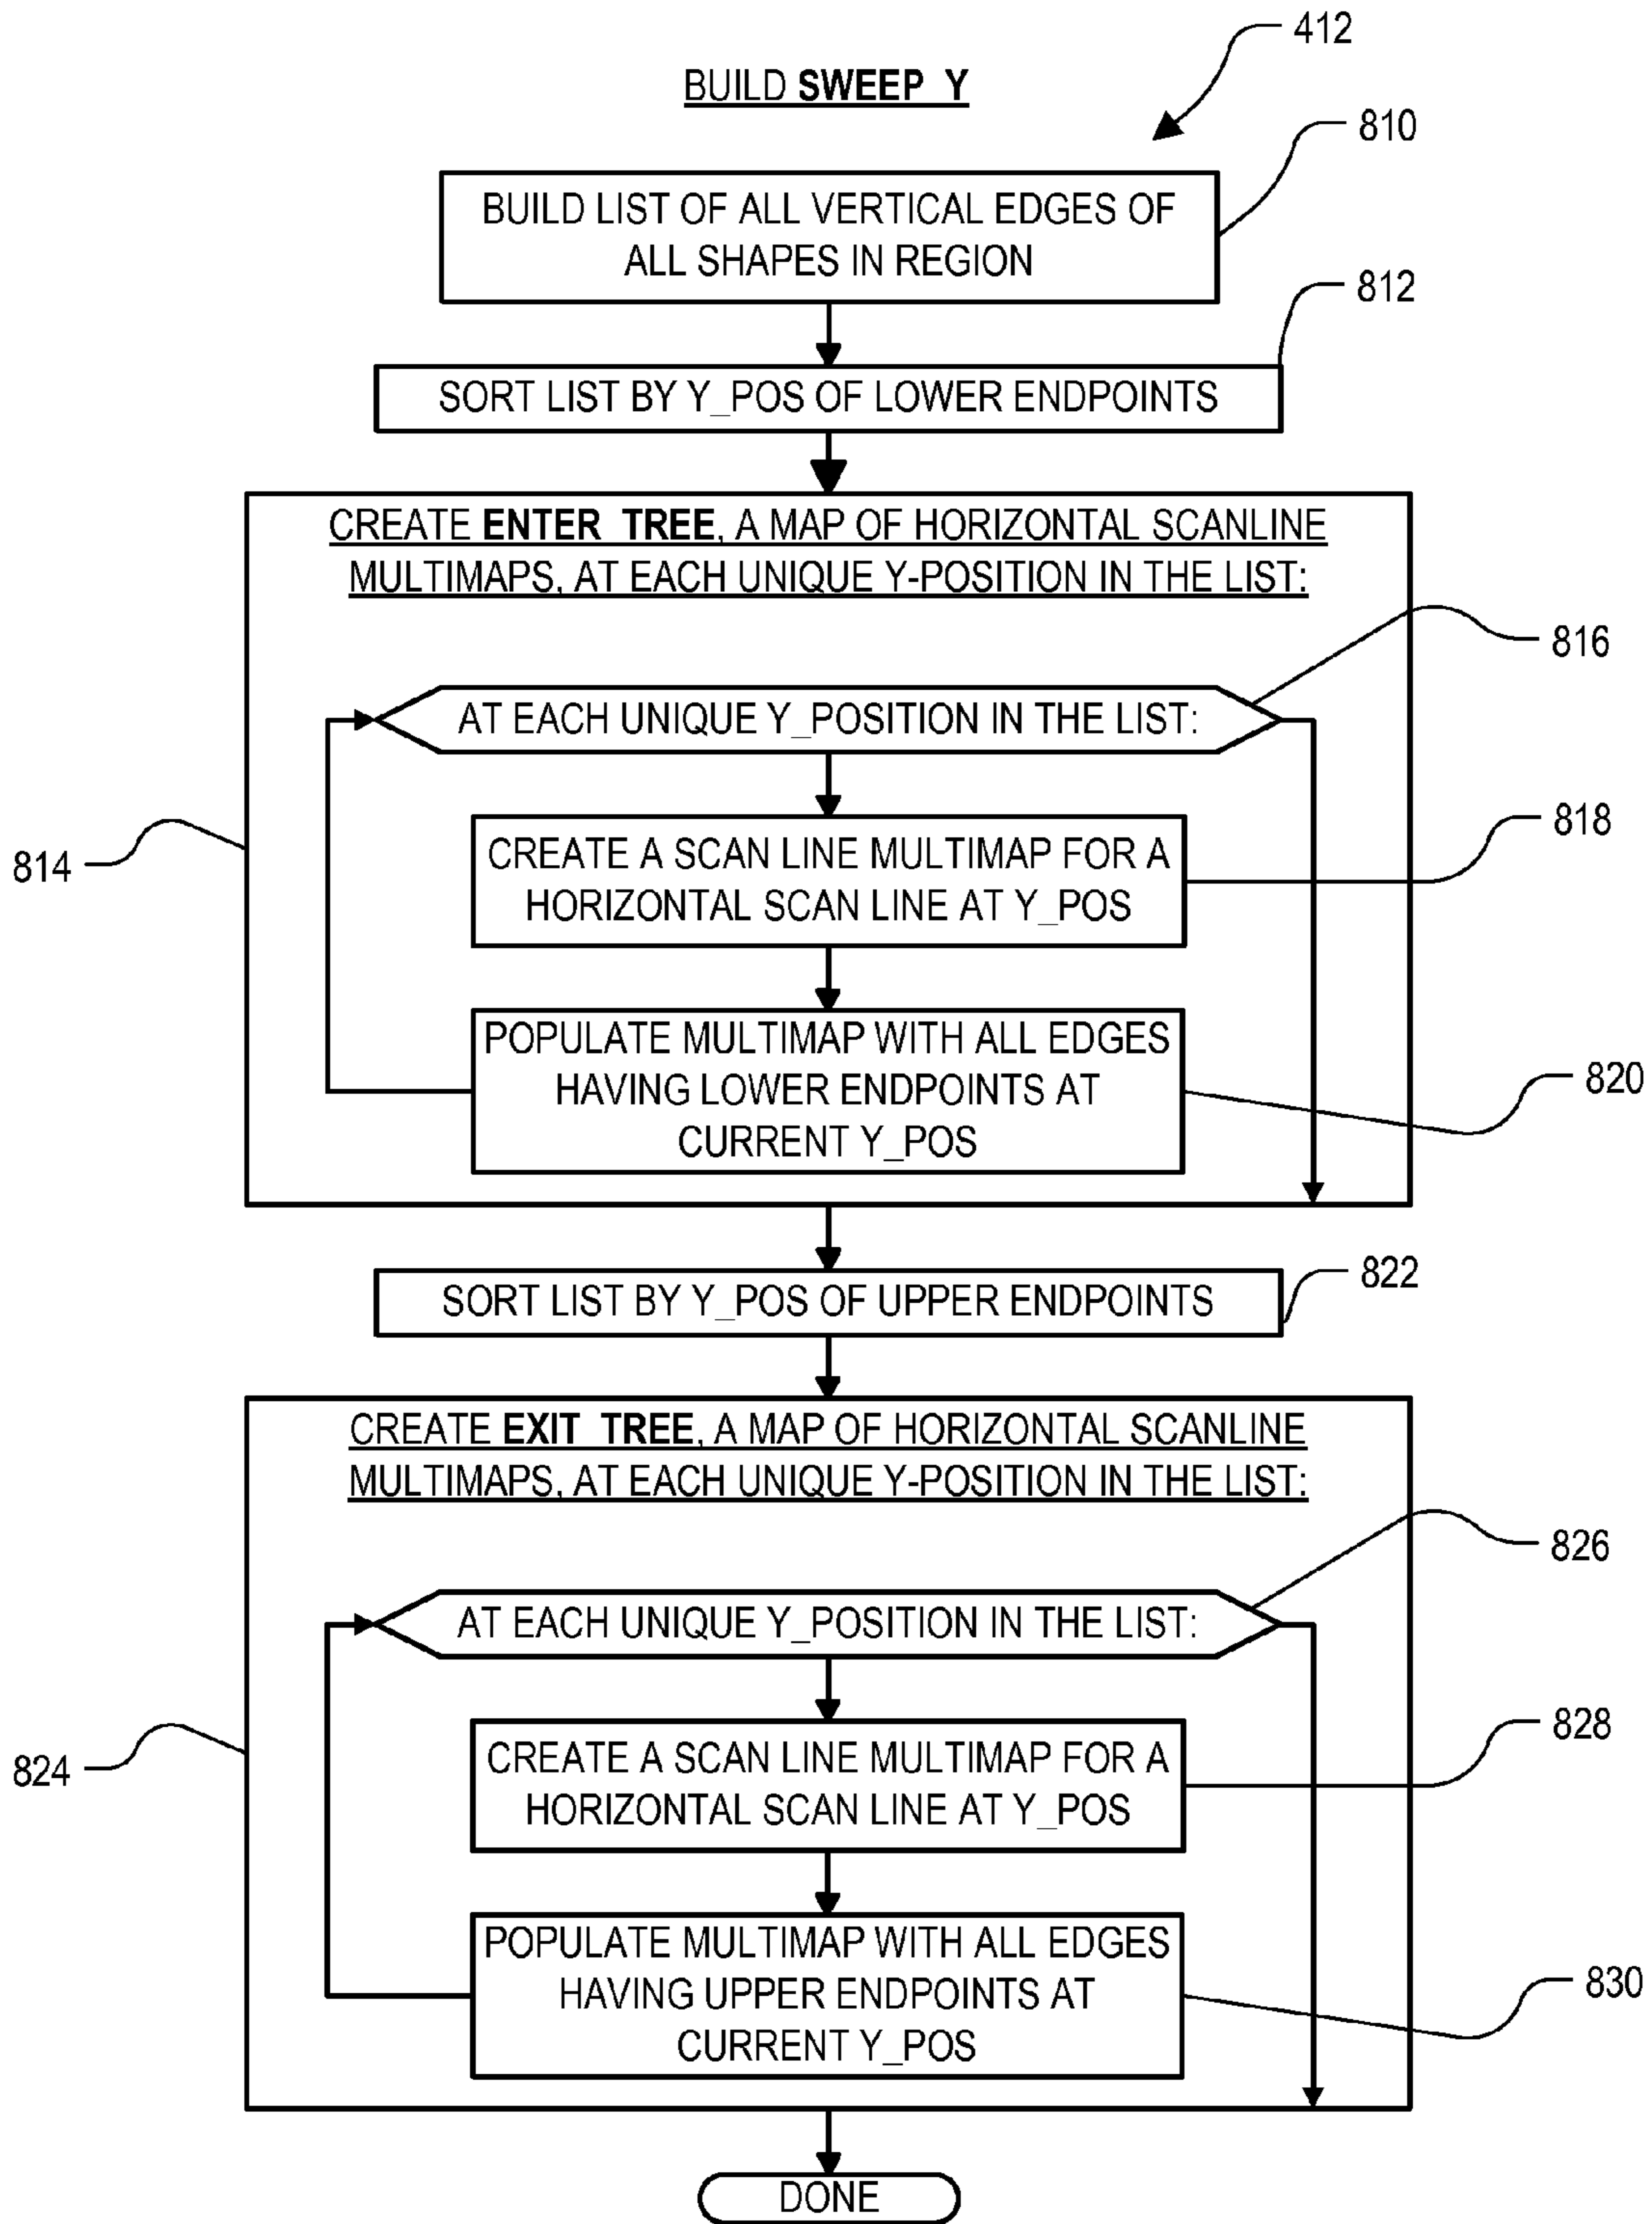 412
BUILD SWEEP_Y
810
BUILD LIST OF ALL VERTICAL EDGES OF
ALL SHAPES IN REGION
812
SORT LIST BY Y_POS OF LOWER ENDPOINTS
CREATE ENTER_TREE, A MAP OF HORIZONTAL SCANLINE
MULTIMAPS, AT EACH UNIQUE Y-POSITION IN THE LIST:
816
AT EACH UNIQUE Y_POSITION IN THE LIST:
818
814
CREATE A SCAN LINE MULTIMAP FOR A
HORIZONTAL SCAN LINE AT Y_POS
POPULATE MULTIMAP WITH ALL EDGES
HAVING LOWER ENDPOINTS AT
CURRENT Y_POS
820
822
SORT LIST BY Y_POS OF UPPER ENDPOINTS
CREATE EXIT_TREE, A MAP OF HORIZONTAL SCANLINE
MULTIMAPS, AT EACH UNIQUE Y-POSITION IN THE LIST:
826
AT EACH UNIQUE Y_POSITION IN THE LIST:
828
824
CREATE A SCAN LINE MULTIMAP FOR A
HORIZONTAL SCAN LINE AT Y_POS
POPULATE MULTIMAP WITH ALL EDGES
HAVING UPPER ENDPOINTS AT
CURRENT Y_POS
830
DONE